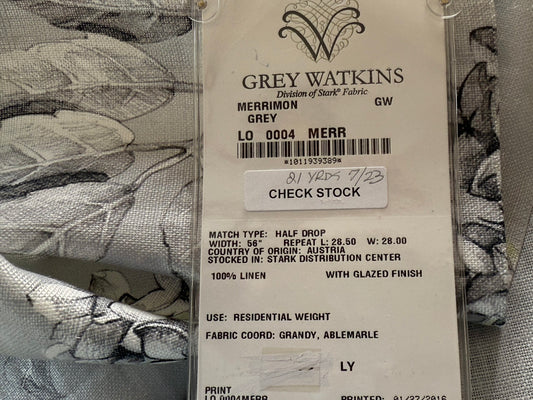 GREY WATKINS
Division of Stark® Fabric
MERRIMON GW
GREY
LO 0004 MERR
*1011939389*
21 YRDS 7/23
CHECK STOCK
MATCH TYPE: HALF DROP
WIDTH: 56" REPEAT L: 28.50 W: 28.00
COUNTRY OF ORIGIN: AUSTRIA
STOCKED IN: STARK DISTRIBUTION CENTER
100% LINEN WITH GLAZED FINISH
USE: RESIDENTIAL WEIGHT
FABRIC COORD: GRANDY, ABLEMARLE
LY
PRINT
LO 0004MERR PRINTED: 01/27/2016